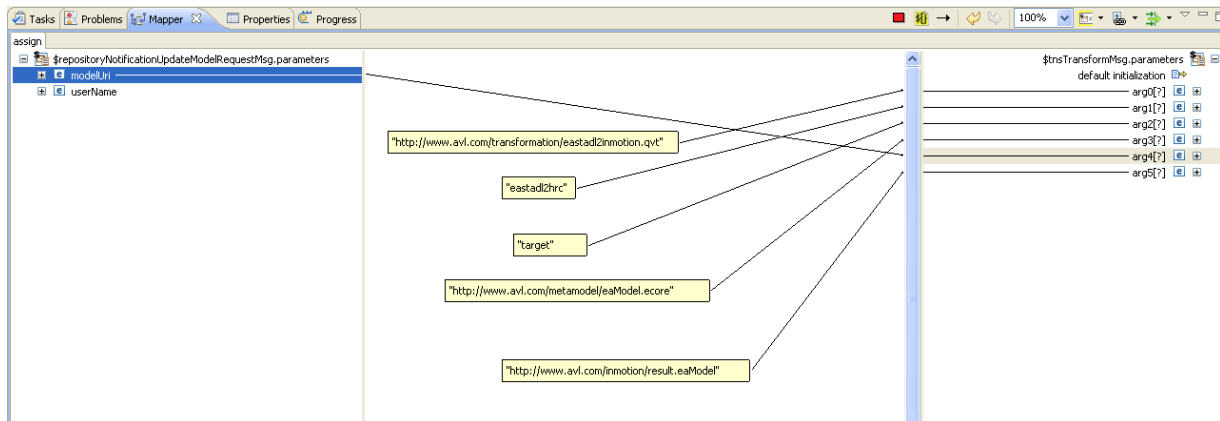 Tasks Problems Mapper Properties Progress 100%
assign
$repositoryNotificationUpdateModelRequestMsg.parameters $tnsTransformMsg.parameters
modelUri default initialization
userName arg0[?]
arg1[?]
arg2[?]
"http://www.avl.com/transformation/eastadl2inmotion.qvt" arg3[?]
arg4[?]
arg5[?]
"eastadl2hrc"
"target"
"http://www.avl.com/metamodel/eaModel.ecore"
"http://www.avl.com/inmotion/result.eaModel"